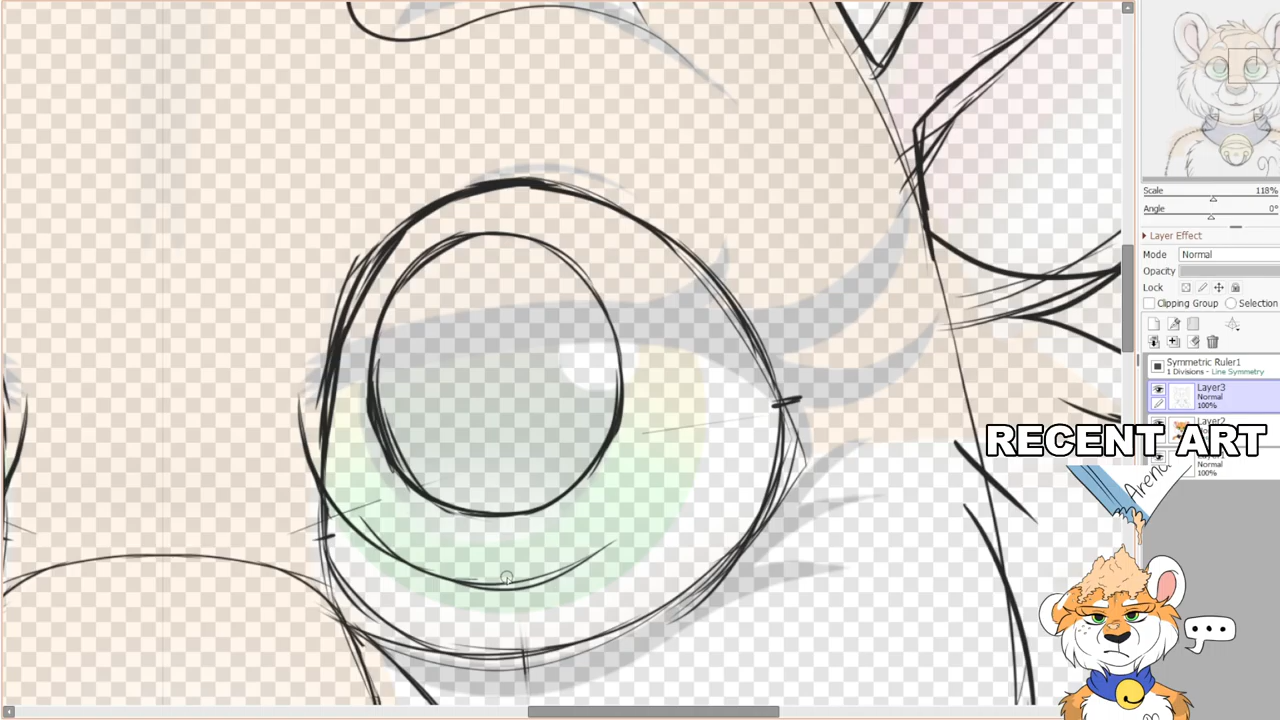 Scale 118%
Angle 0°
Layer Effect
Mode Normal
Opacity
Lock
Clipping Group Selection
Symmetric Ruler1
1 Divisions - Line Symmetry
Layer3
Normal
100%
Layer2
RECENT ART
Normal
100%
Arena
...